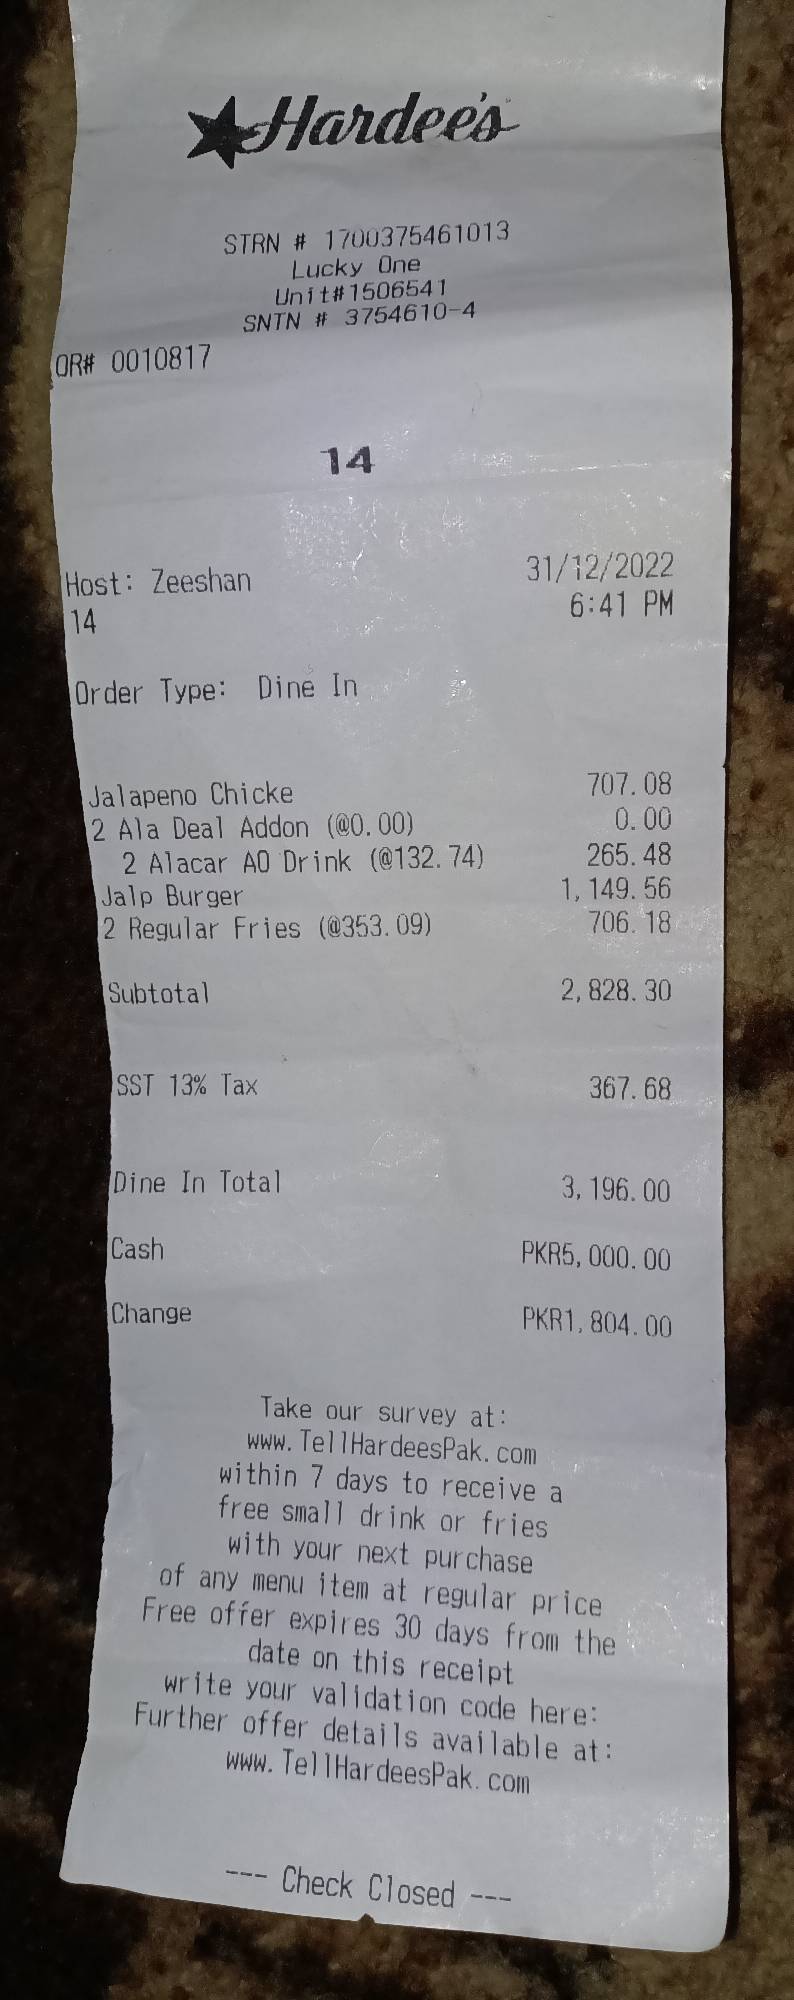 Hardee's
STRN # 1700375461013
Lucky One
Unit#1506541
SNTN # 3754610-4
OR# 0010817
14
Host: Zeeshan 31/12/2022
14 6:41 PM
Order Type: Dine In
Jalapeno Chicke 707.08
2 Ala Deal Addon (@0.00) 0.00
2 Alacar AO Drink (@132.74) 265.48
Jalp Burger 1,149.56
2 Regular Fries (@353.09) 706.18
Subtotal 2,828.30
SST 13% Tax 367.68
Dine In Total 3,196.00
Cash PKR5,000.00
Change PKR1,804.00
Take our survey at:
www.TellHardeesPak.com
within 7 days to receive a
free small drink or fries
with your next purchase
of any menu item at regular price
Free offer expires 30 days from the
date on this receipt
write your validation code here:
Further offer details available at:
www.TellHardeesPak.com
--- Check Closed ---